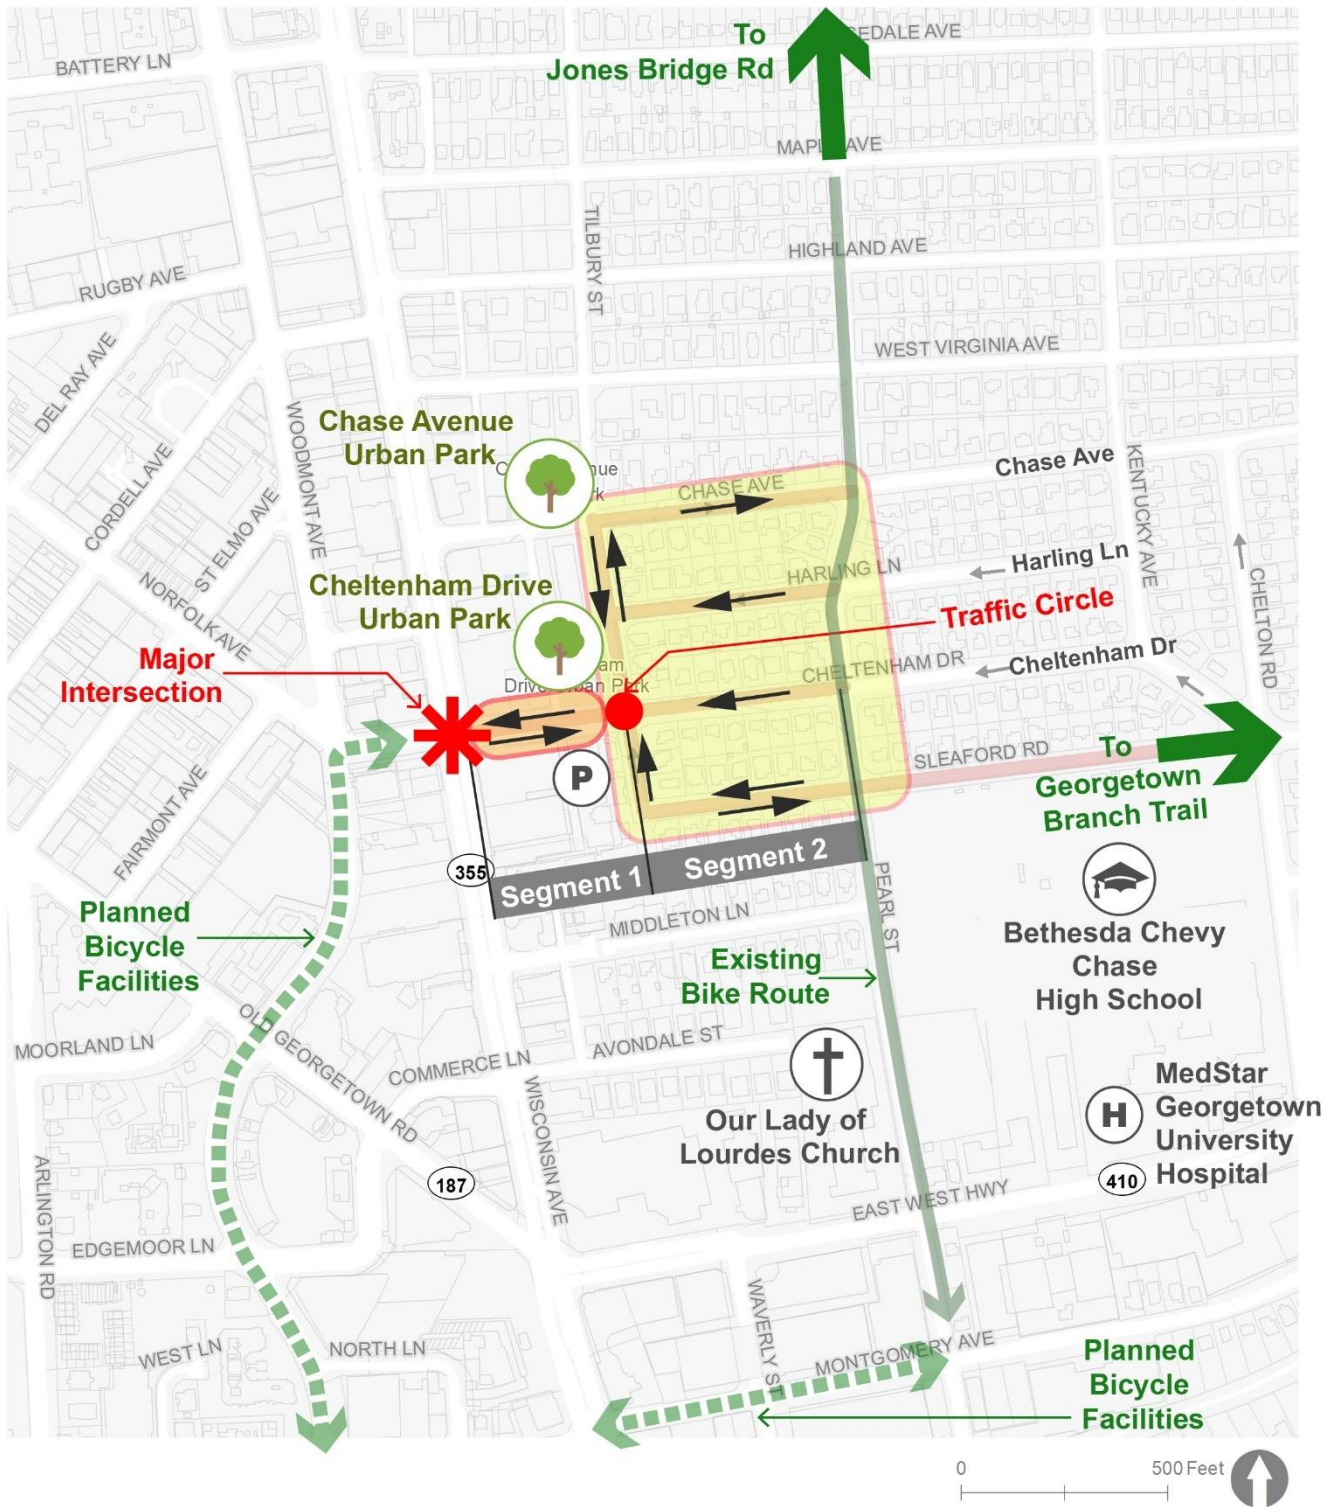 To
Jones Bridge Rd
EDALE AVE
BATTERY LN
MAPLE AVE
TILBURY ST
HIGHLAND AVE
RUGBY AVE
WEST VIRGINIA AVE
DEL RAY AVE
WOODMONT AVE
Chase Avenue
Urban Park
CORDELL AVE
ST ELMO AVE
CHASE AVE
Chase Ave
KENTUCKY AVE
NORFOLK AVE
Cheltenham Drive
Urban Park
HARLING LN
Harling Ln
CHELTON RD
Traffic Circle
Major
Intersection
CHELTENHAM DR
Cheltenham Dr
Drive Urban Park
P
SLEAFORD RD
To
Georgetown
Branch Trail
FAIRMONT AVE
355
Segment 1
Segment 2
MIDDLETON LN
PEARL ST
Planned
Bicycle
Facilities
Existing
Bike Route
Bethesda Chevy
Chase
High School
OLD GEORGETOWN RD
MOORLAND LN
COMMERCE LN
AVONDALE ST
WISCONSIN AVE
Our Lady of
Lourdes Church
H
MedStar
Georgetown
University
Hospital
410
187
ARLINGTON RD
EAST WEST HWY
EDGEMOOR LN
WAVERLY ST
WEST LN
NORTH LN
MONTGOMERY AVE
Planned
Bicycle
Facilities
0
500 Feet